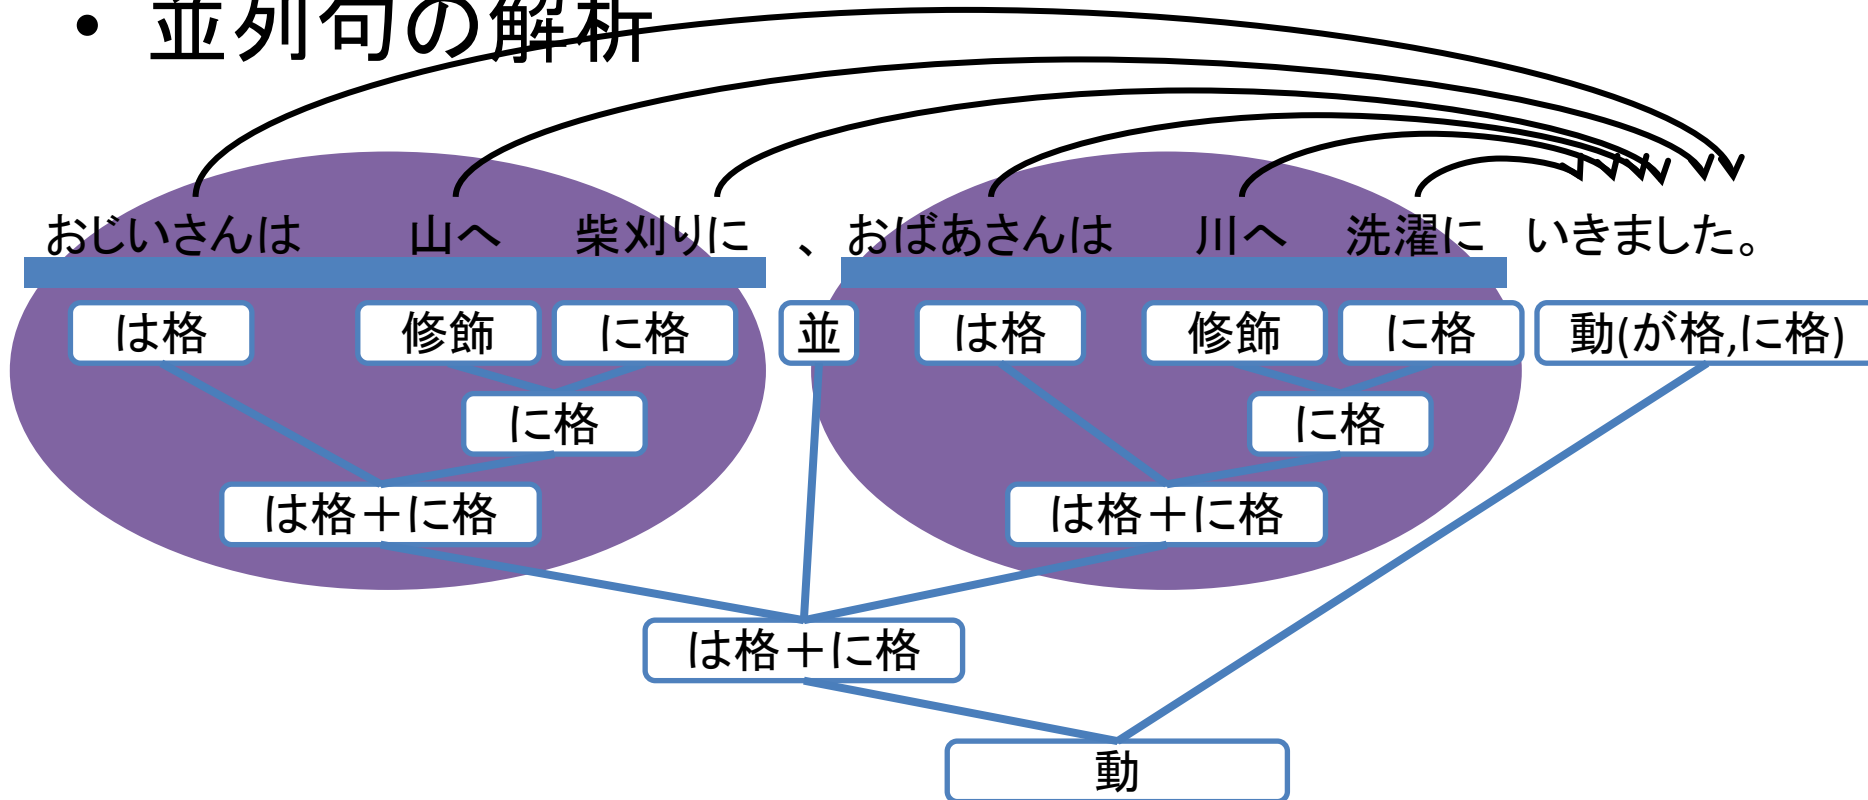 • 並列句の解析
おじいさんは 山へ 柴刈りに 、 おばあさんは 川へ 洗濯に いきました。
は格 修飾 に格 並 は格 修飾 に格 動(が格,に格)
に格 に格
は格＋に格 は格＋に格
は格＋に格
動